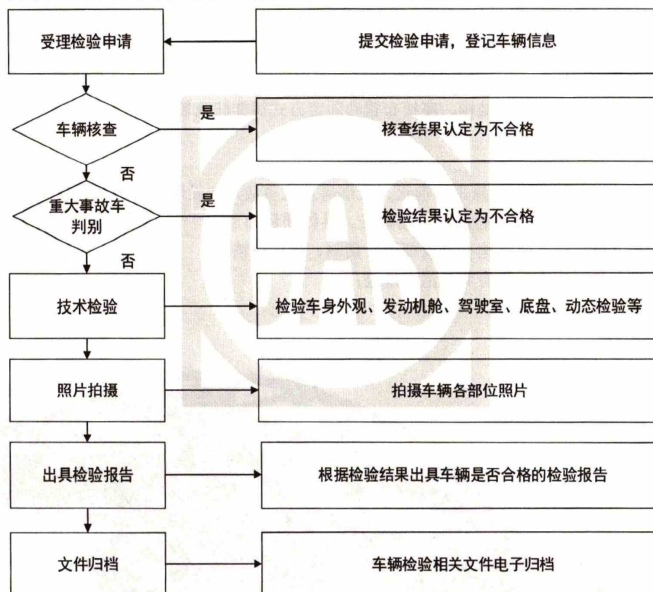 受理检验申请
提交检验申请，登记车辆信息
车辆核查
是
核查结果认定为不合格
否
重大事故车
判别
是
检验结果认定为不合格
否
技术检验
检验车身外观、发动机舱、驾驶室、底盘、动态检验等
照片拍摄
拍摄车辆各部位照片
出具检验报告
根据检验结果出具车辆是否合格的检验报告
文件归档
车辆检验相关文件电子归档
CAS